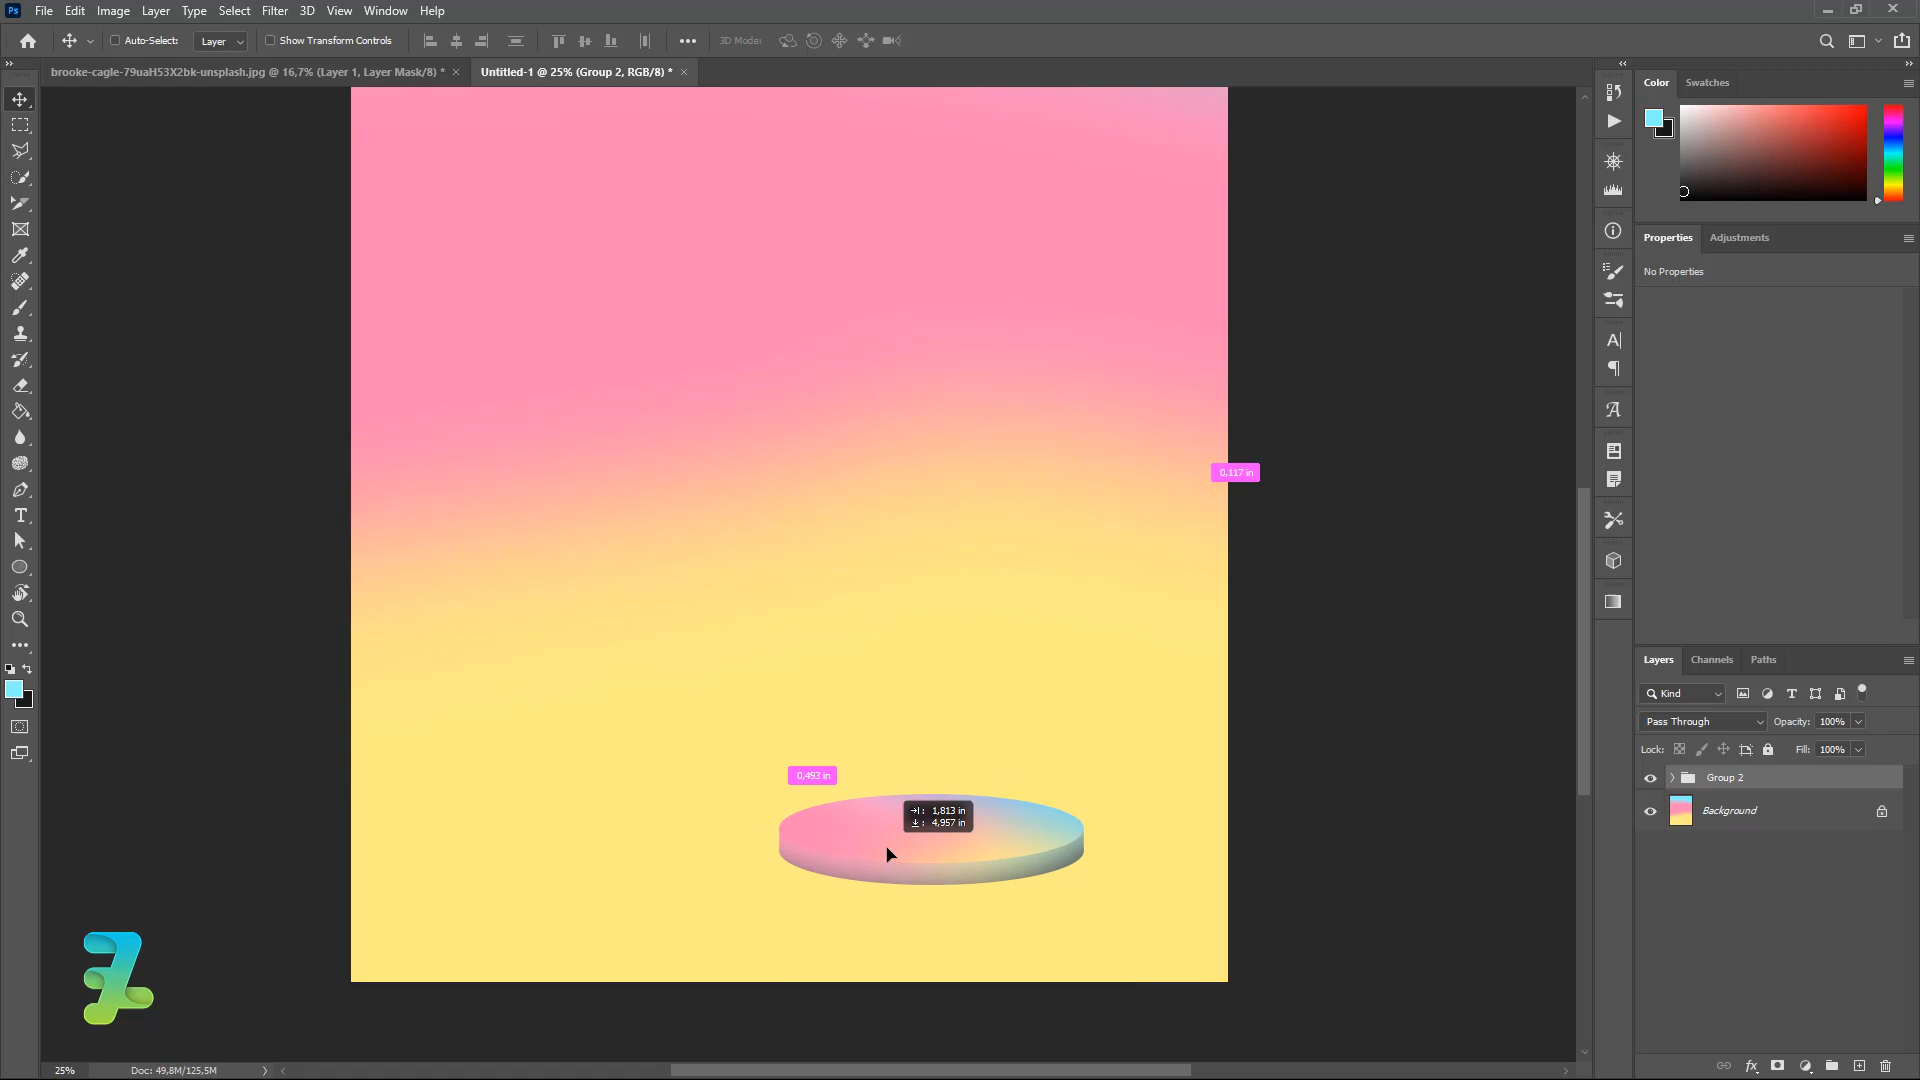 Ps File Edit Image Layer Type Select Filter 3D View Window Help
Auto-Select: Layer Show Transform Controls 3D Mode:
brooke-cagle-79uaH53X2bk-unsplash.jpg @ 16,7% (Layer 1, Layer Mask/8) * Untitled-1 @ 25% (Group 2, RGB/8) *
Color Swatches
Properties Adjustments
No Properties
0,117 in
0,493 in
1,813 in
4,957 in
Layers Channels Paths
Kind
Pass Through Opacity: 100%
Lock: Fill: 100%
Group 2
Background
25% Doc: 49,8M/125,5M